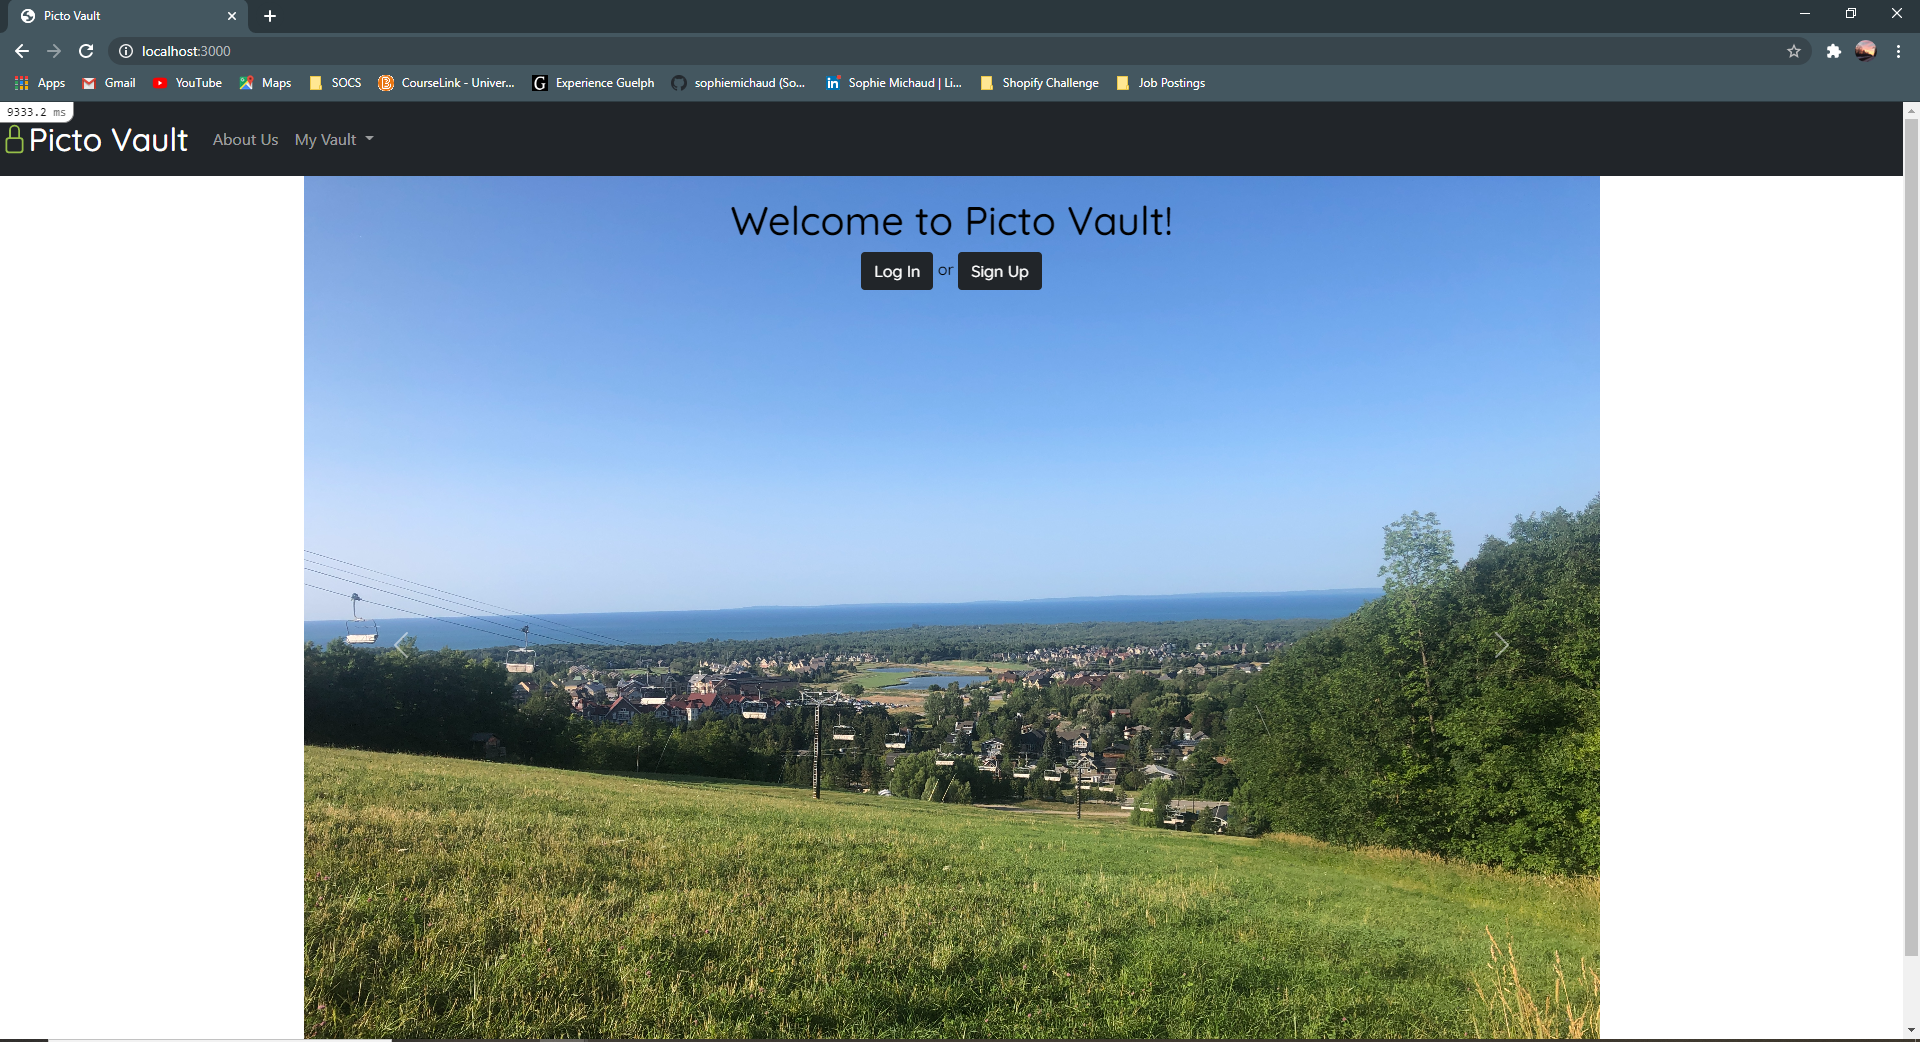 Picto Vault
localhost:3000
Apps Gmail YouTube Maps SOCS CourseLink - Univer... Experience Guelph sophiemichaud (So... Sophie Michaud | Li... Shopify Challenge Job Postings
9333.2 ms
Picto Vault About Us My Vault
Welcome to Picto Vault!
Log In or Sign Up